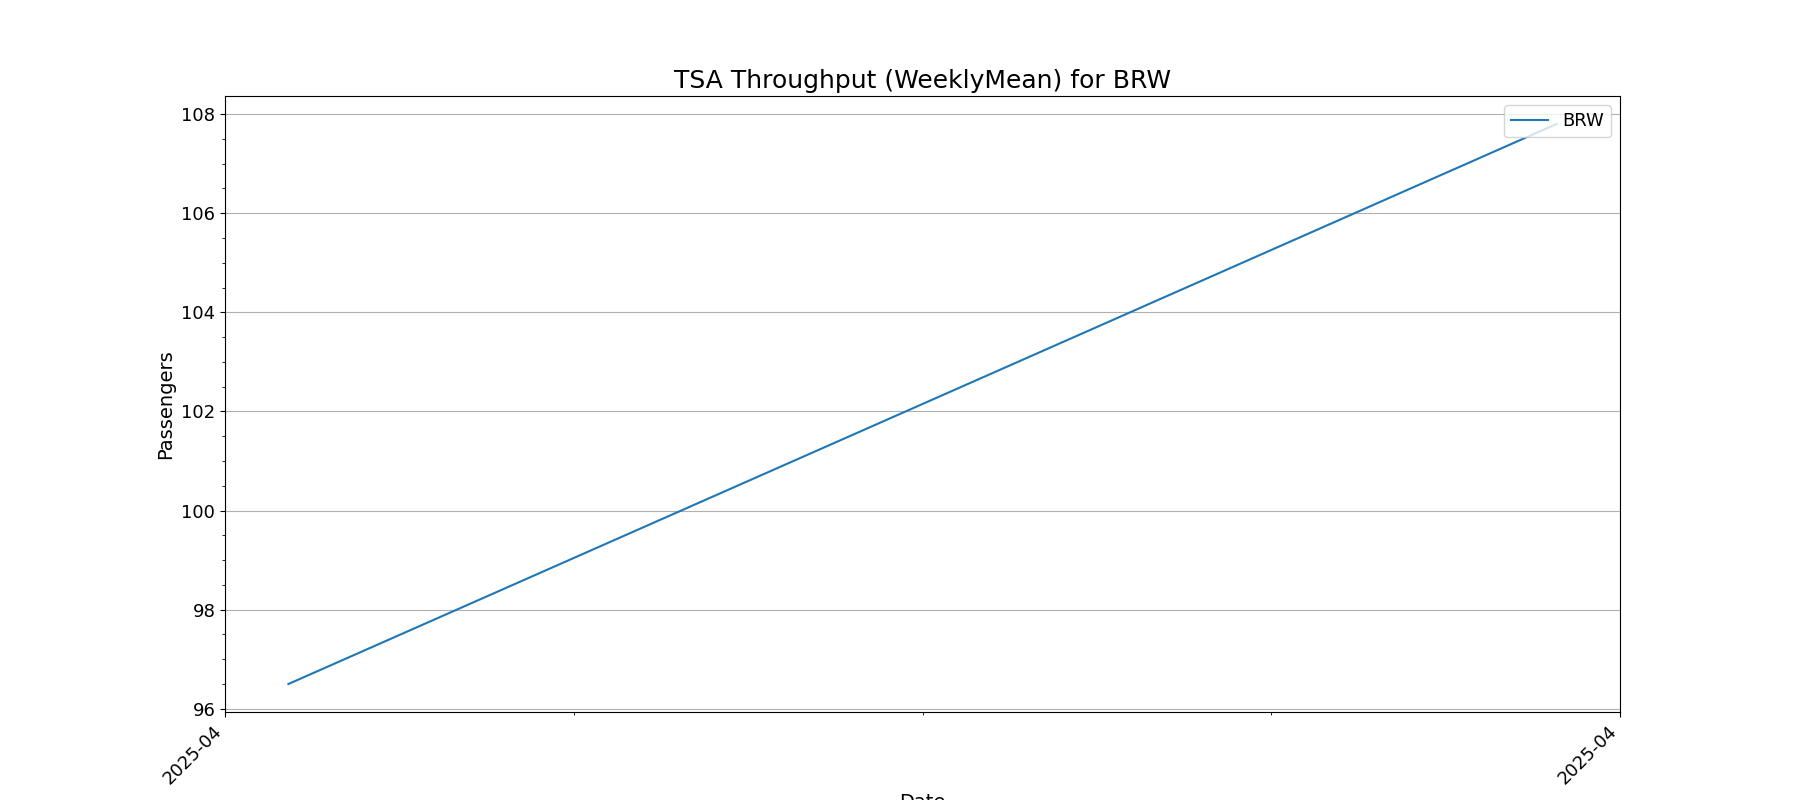 TSA Throughput (WeeklyMean) for BRW
BRW
108
106
104
102
100
98
96
Passengers
2025-04
2025-04
Date